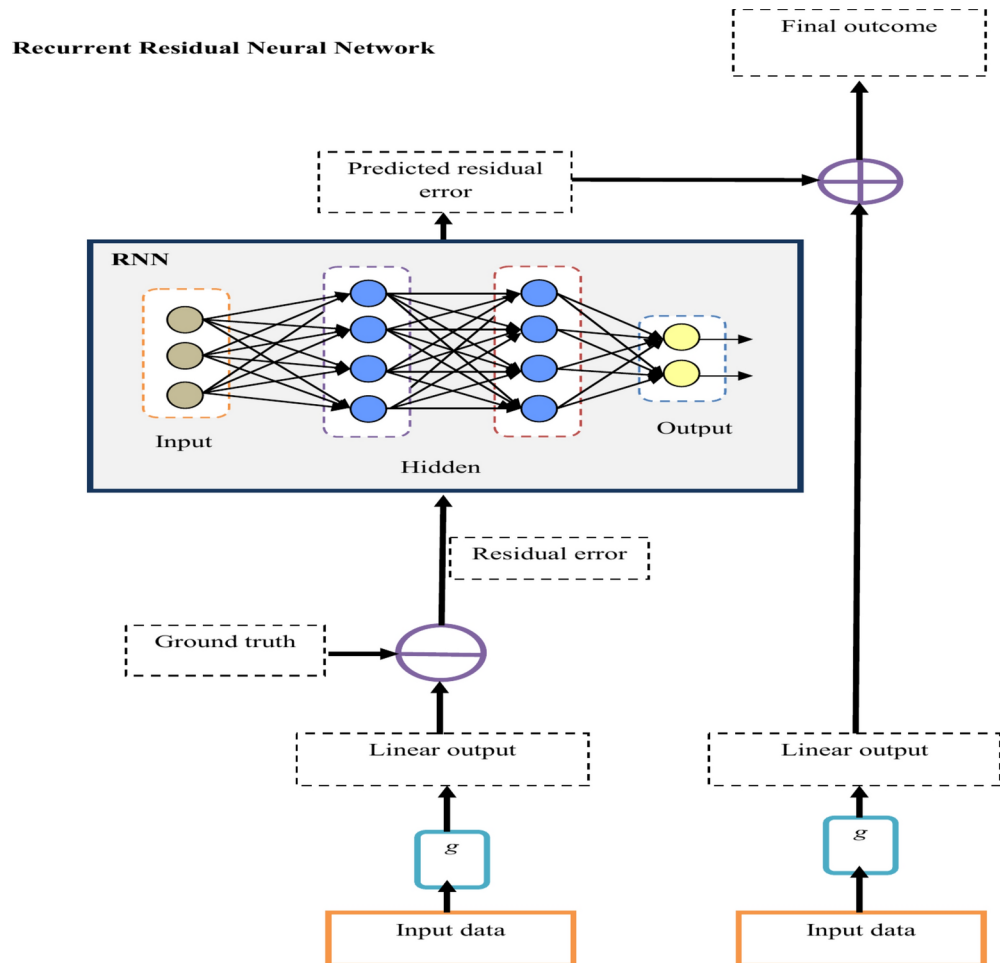 Final outcome
Recurrent Residual Neural Network
Predicted residual
error
RNN
Input
Output
Hidden
Residual error
Ground truth
Linear output
Linear output
g
g
Input data
Input data